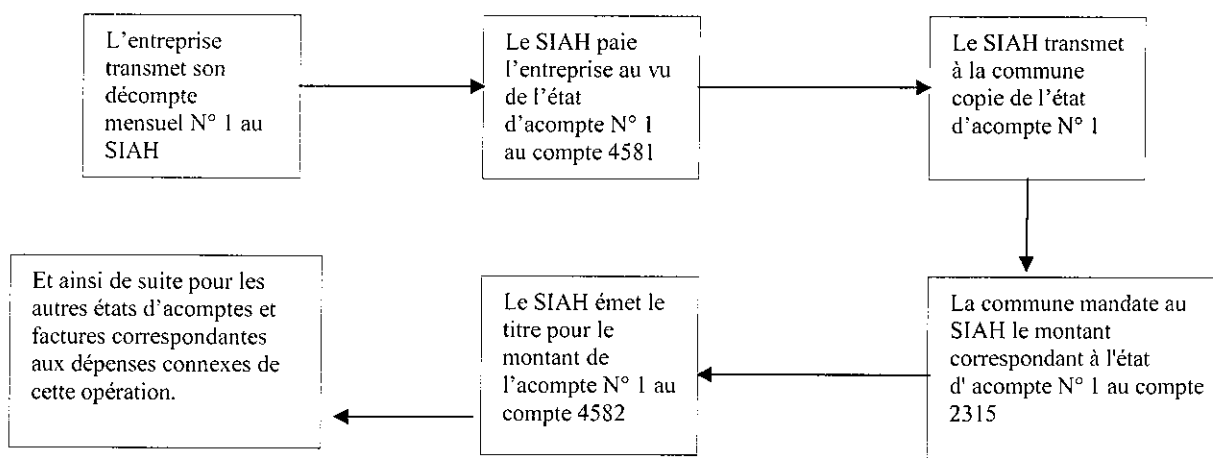 L'entreprise
transmet son
décompte
mensuel N° 1 au
SIAH
Le SIAH paie
l'entreprise au vu
de l'état
d'acompte N° 1
au compte 4581
Le SIAH transmet
à la commune
copie de l'état
d'acompte N° 1
La commune mandate au
SIAH le montant
correspondant à l'état
d' acompte N° 1 au compte
2315
Le SIAH émet le
titre pour le
montant de
l'acompte N° 1 au
compte 4582
Et ainsi de suite pour les
autres états d'acomptes et
factures correspondantes
aux dépenses connexes de
cette opération.